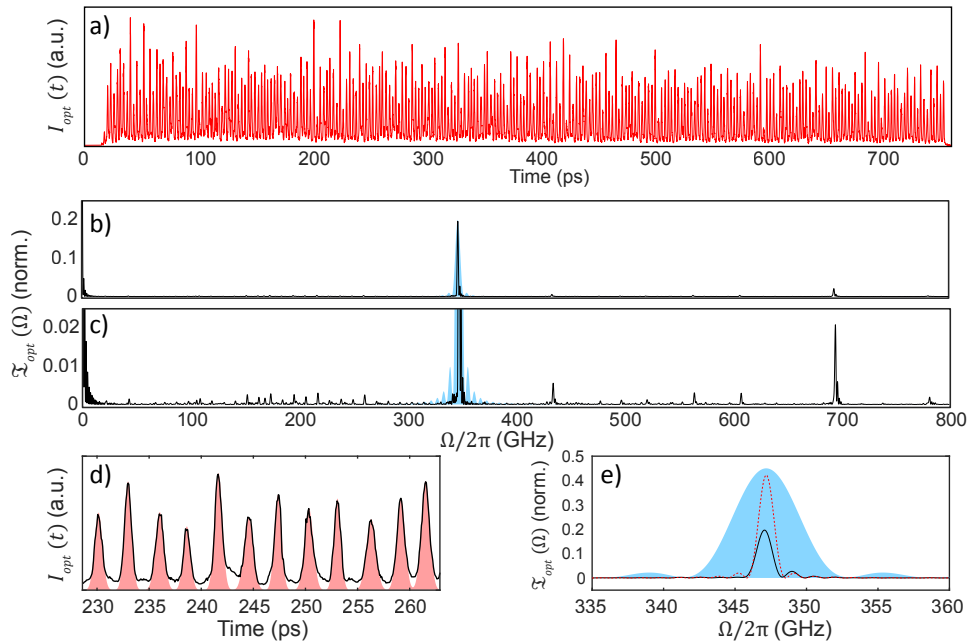 a)
I_opt (t) (a.u.)
0 100 200 300 400 500 600 700
Time (ps)
b)
0.2
0.1
0
c)
0.02
0.01
0
𝔗_opt (Ω) (norm.)
0 100 200 300 400 500 600 700 800
Ω/2π (GHz)
d)
I_opt (t) (a.u.)
230 235 240 245 250 255 260
Time (ps)
e)
𝔗_opt (Ω) (norm.)
0.5
0.4
0.3
0.2
0.1
0
335 340 345 350 355 360
Ω/2π (GHz)